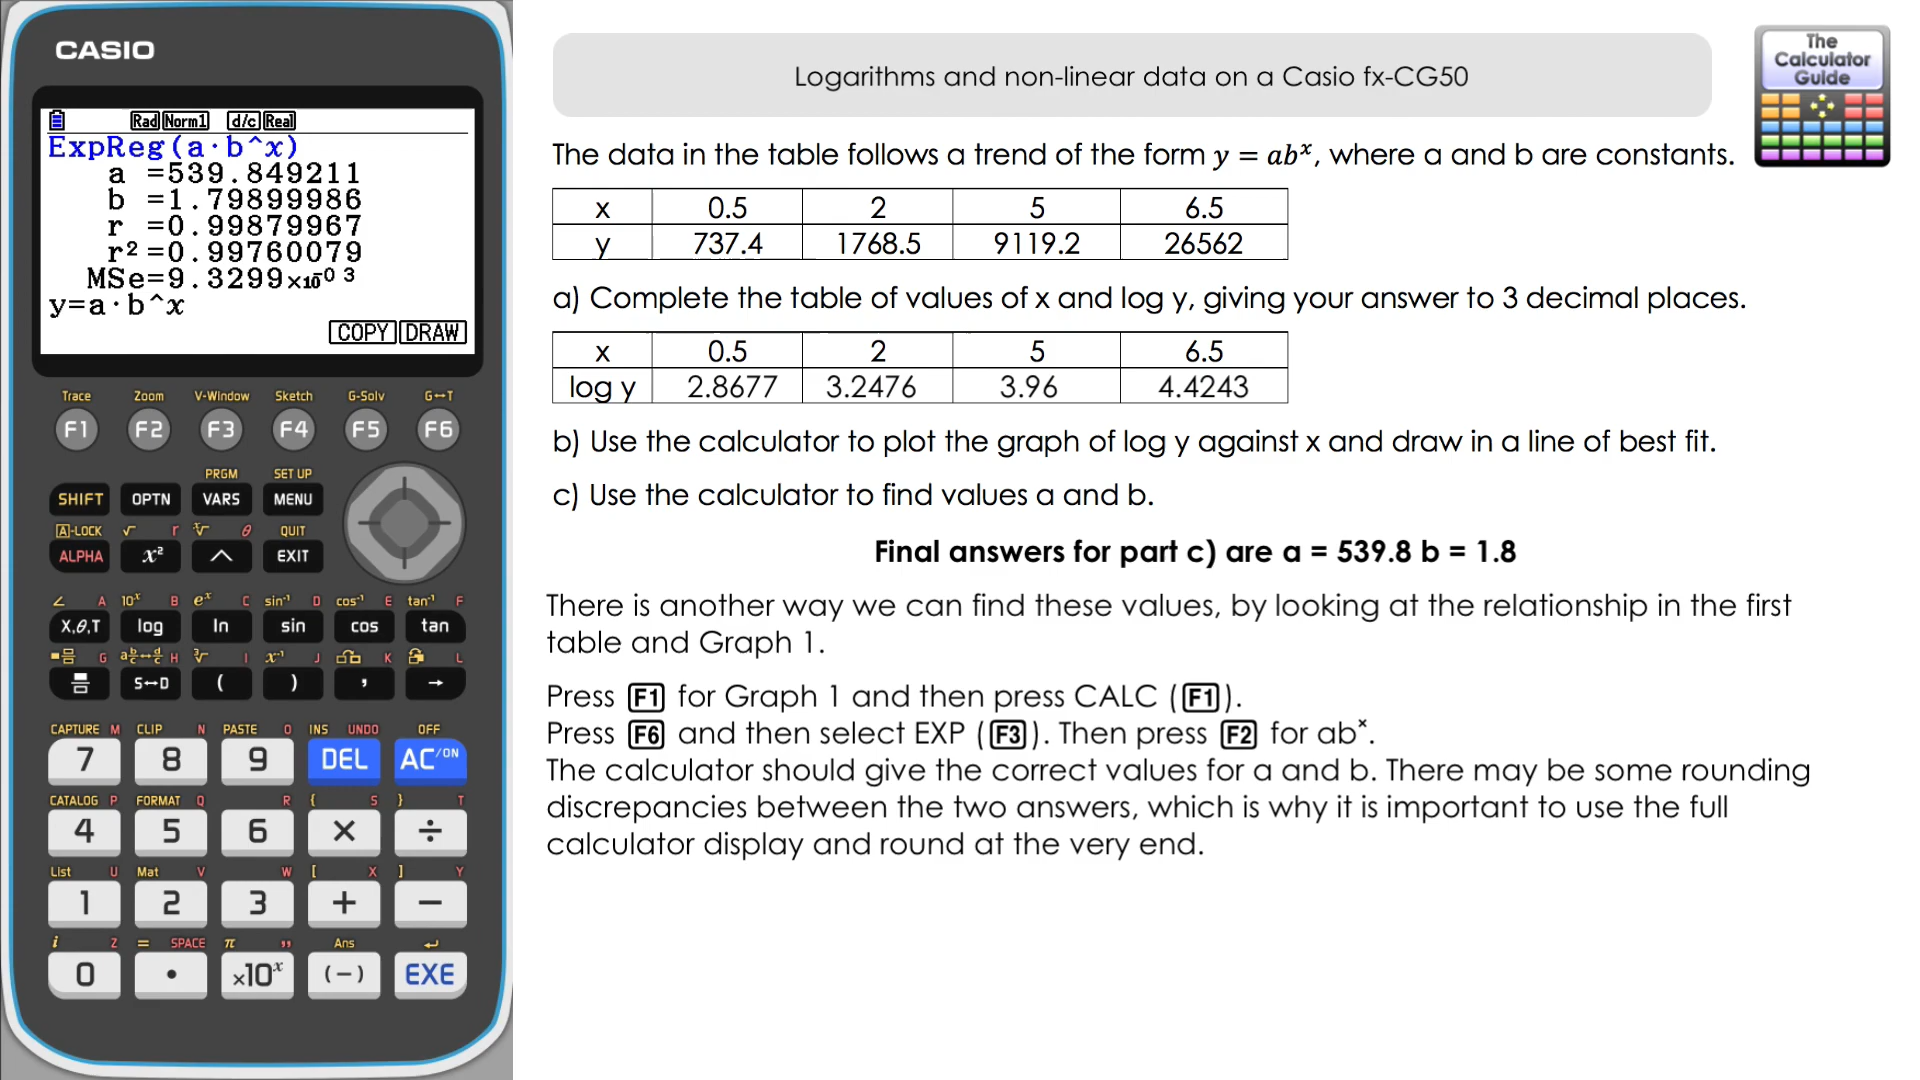 CASIO
Rad Norm1 d/c Real
ExpReg(a·b^x)
a =539.849211
b =1.79899986
r =0.99879967
r²=0.99760079
MSe=9.3299×10⁻⁰³
y=a·b^x
COPY DRAW
Trace Zoom V-Window Sketch G-Solv G↔T
F1 F2 F3 F4 F5 F6
PRGM SET UP
SHIFT OPTN VARS MENU
A-LOCK √ r ˣ√ θ QUIT
ALPHA x² ^ EXIT
∠ A 10ˣ B eˣ C sin⁻¹ D cos⁻¹ E tan⁻¹ F
X,θ,T log ln sin cos tan
G a b/c↔d/c H ³√ I x⁻¹ J K L
S↔D ( ) , →
CAPTURE M CLIP N PASTE O INS UNDO OFF
7 8 9 DEL AC/ON
CATALOG P FORMAT Q R { S } T
4 5 6 × ÷
List U Mat V W [ X ] Y
1 2 3 + −
i Z = SPACE π " Ans ↵
0 • ×10ˣ (−) EXE
Logarithms and non-linear data on a Casio fx-CG50
The
Calculator
Guide
The data in the table follows a trend of the form y = abˣ, where a and b are constants.
x 0.5 2 5 6.5
y 737.4 1768.5 9119.2 26562
a) Complete the table of values of x and log y, giving your answer to 3 decimal places.
x 0.5 2 5 6.5
log y 2.8677 3.2476 3.96 4.4243
b) Use the calculator to plot the graph of log y against x and draw in a line of best fit.
c) Use the calculator to find values a and b.
Final answers for part c) are a = 539.8 b = 1.8
There is another way we can find these values, by looking at the relationship in the first
table and Graph 1.
Press F1 for Graph 1 and then press CALC (F1).
Press F6 and then select EXP (F3). Then press F2 for abˣ.
The calculator should give the correct values for a and b. There may be some rounding
discrepancies between the two answers, which is why it is important to use the full
calculator display and round at the very end.